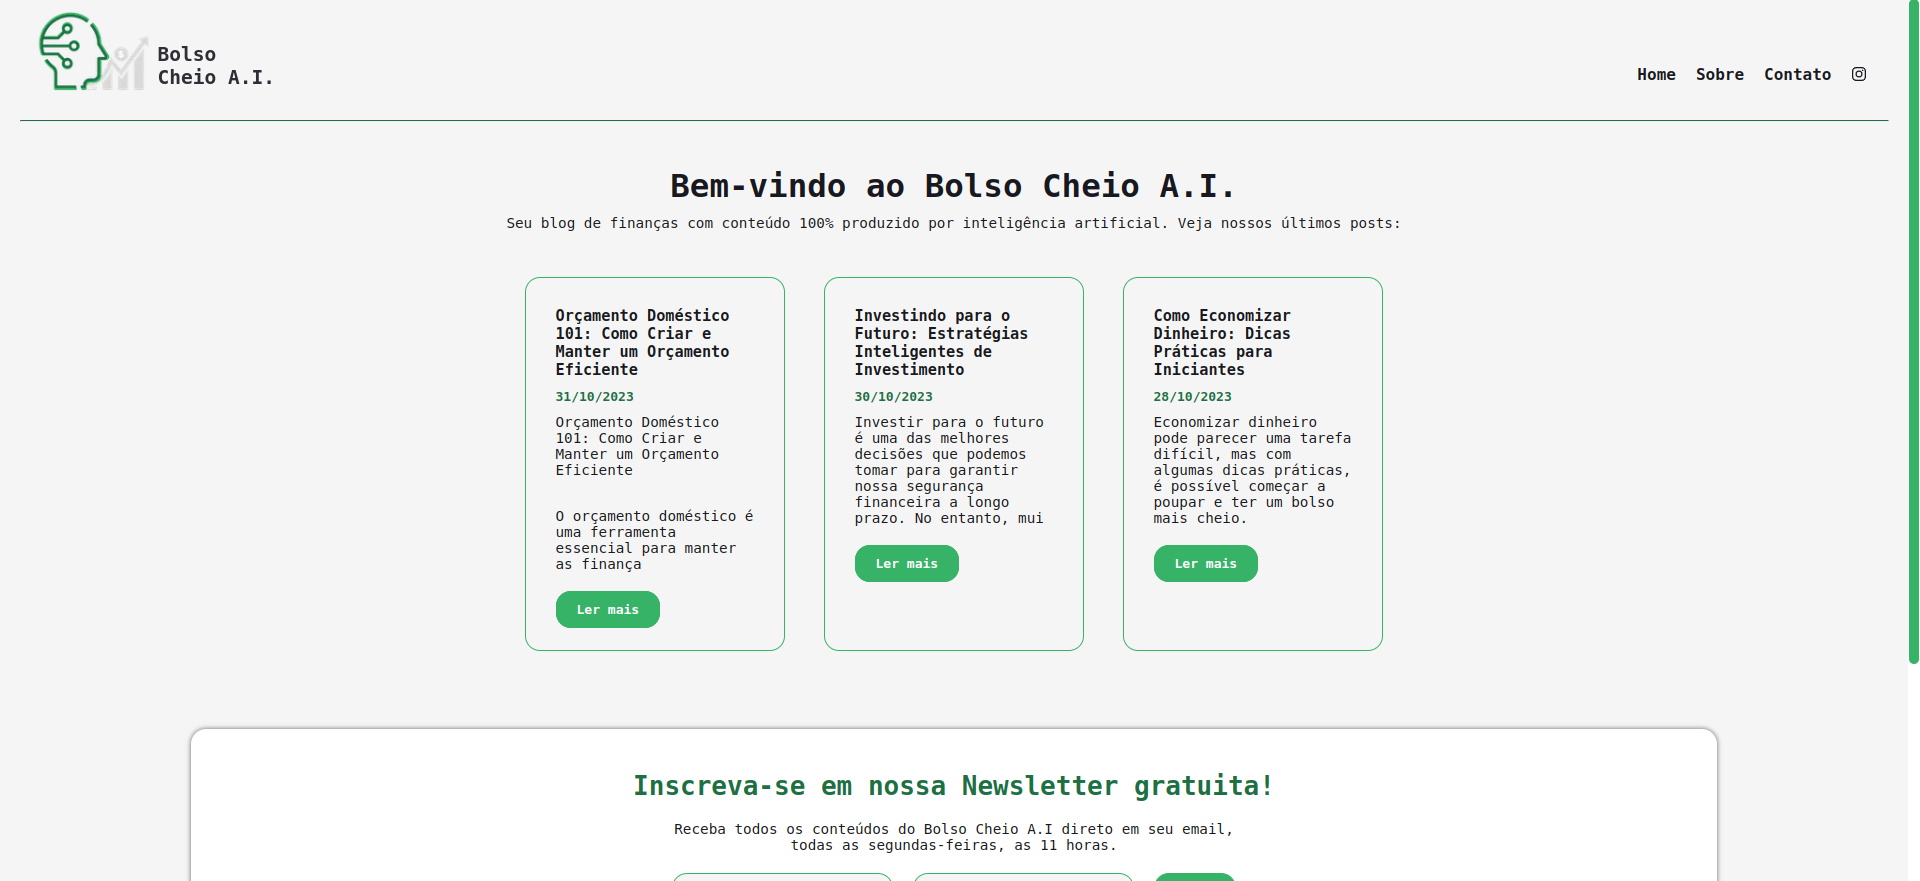 Bolso
Cheio A.I.
Home Sobre Contato
Bem-vindo ao Bolso Cheio A.I.
Seu blog de finanças com conteúdo 100% produzido por inteligência artificial. Veja nossos últimos posts:
Orçamento Doméstico
101: Como Criar e
Manter um Orçamento
Eficiente
31/10/2023
Orçamento Doméstico
101: Como Criar e
Manter um Orçamento
Eficiente
O orçamento doméstico é
uma ferramenta
essencial para manter
as finança
Ler mais
Investindo para o
Futuro: Estratégias
Inteligentes de
Investimento
30/10/2023
Investir para o futuro
é uma das melhores
decisões que podemos
tomar para garantir
nossa segurança
financeira a longo
prazo. No entanto, mui
Ler mais
Como Economizar
Dinheiro: Dicas
Práticas para
Iniciantes
28/10/2023
Economizar dinheiro
pode parecer uma tarefa
difícil, mas com
algumas dicas práticas,
é possível começar a
poupar e ter um bolso
mais cheio.
Ler mais
Inscreva-se em nossa Newsletter gratuita!
Receba todos os conteúdos do Bolso Cheio A.I direto em seu email,
todas as segundas-feiras, as 11 horas.